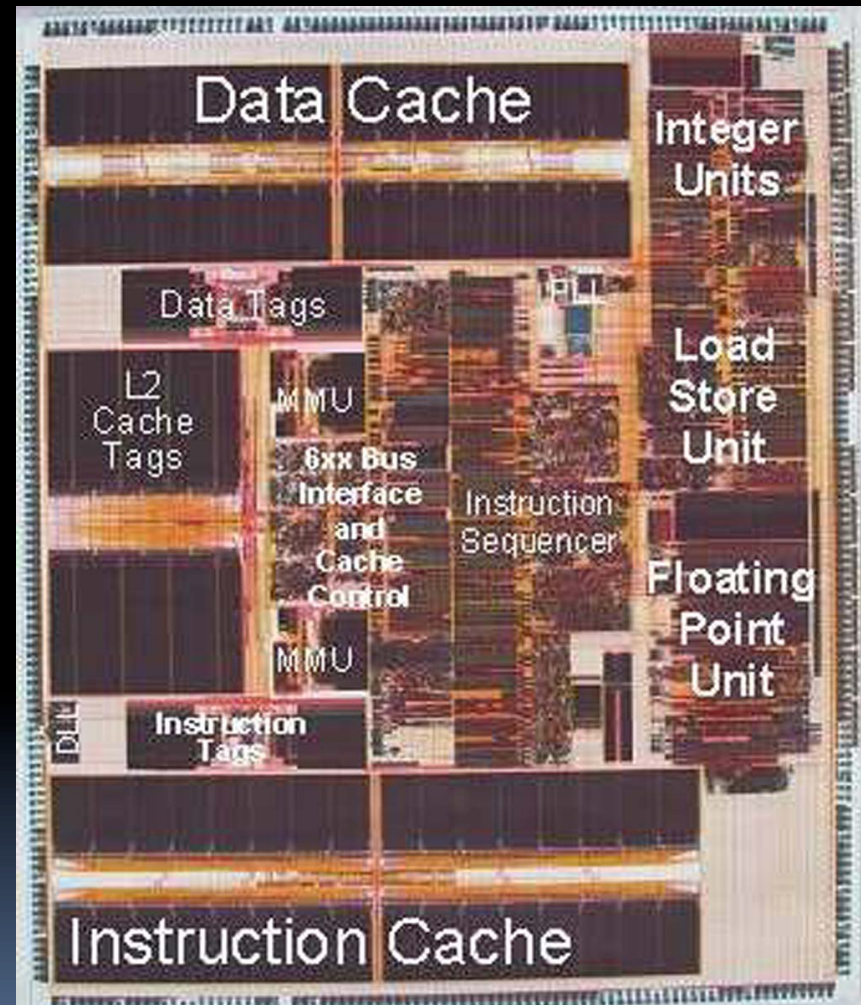 Data Cache
Integer
Units
Data Tags
Load
Store
Unit
L2
Cache
Tags
MMU
6xx Bus
Interface
and
Cache
Control
Instruction
Sequencer
Floating
Point
Unit
MMU
DLL
Instruction
Tags
Instruction Cache